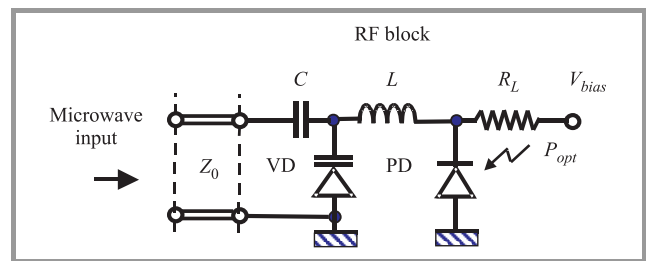 RF block
C
L
R_L
V_bias
Microwave
input
Z_0
VD
PD
P_opt